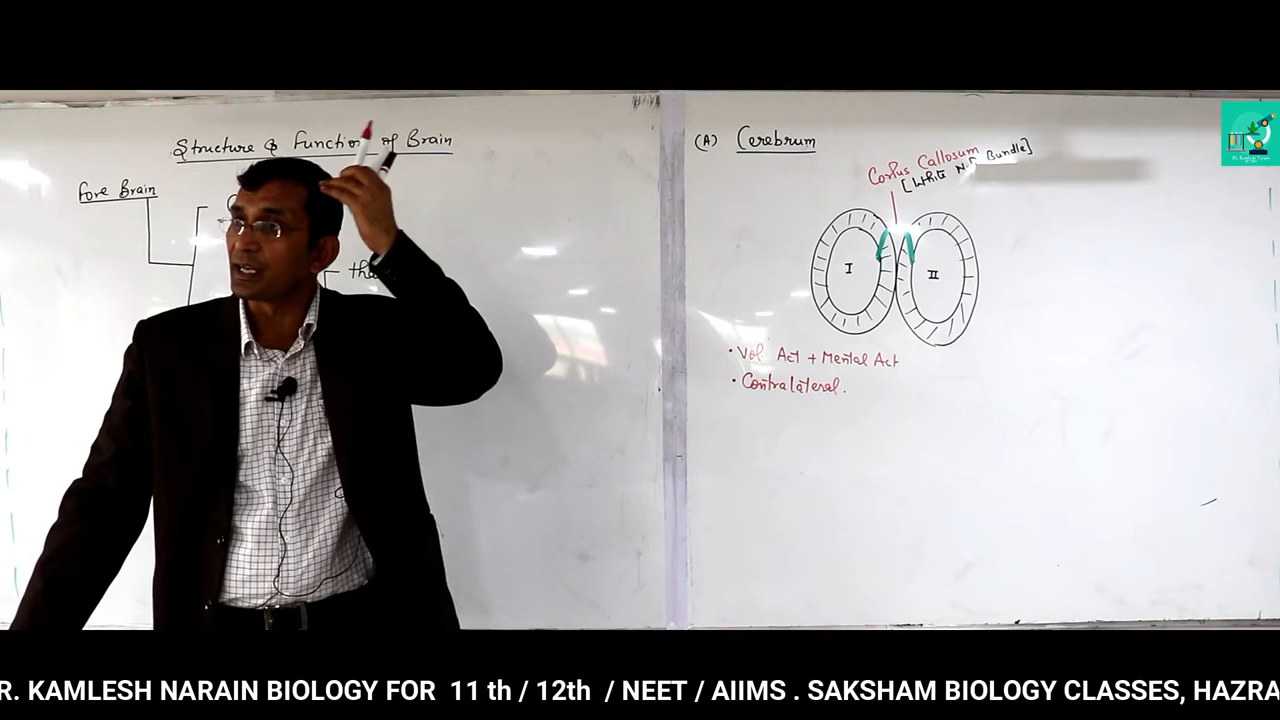 Structure & Function of Brain
Fore Brain
(A) Cerebrum
Corpus Callosum
[White N.F Bundle]
I
II
• Vol. Act + Mental Act
• Contralateral.
R. KAMLESH NARAIN BIOLOGY FOR 11 th / 12th / NEET / AIIMS . SAKSHAM BIOLOGY CLASSES, HAZRA